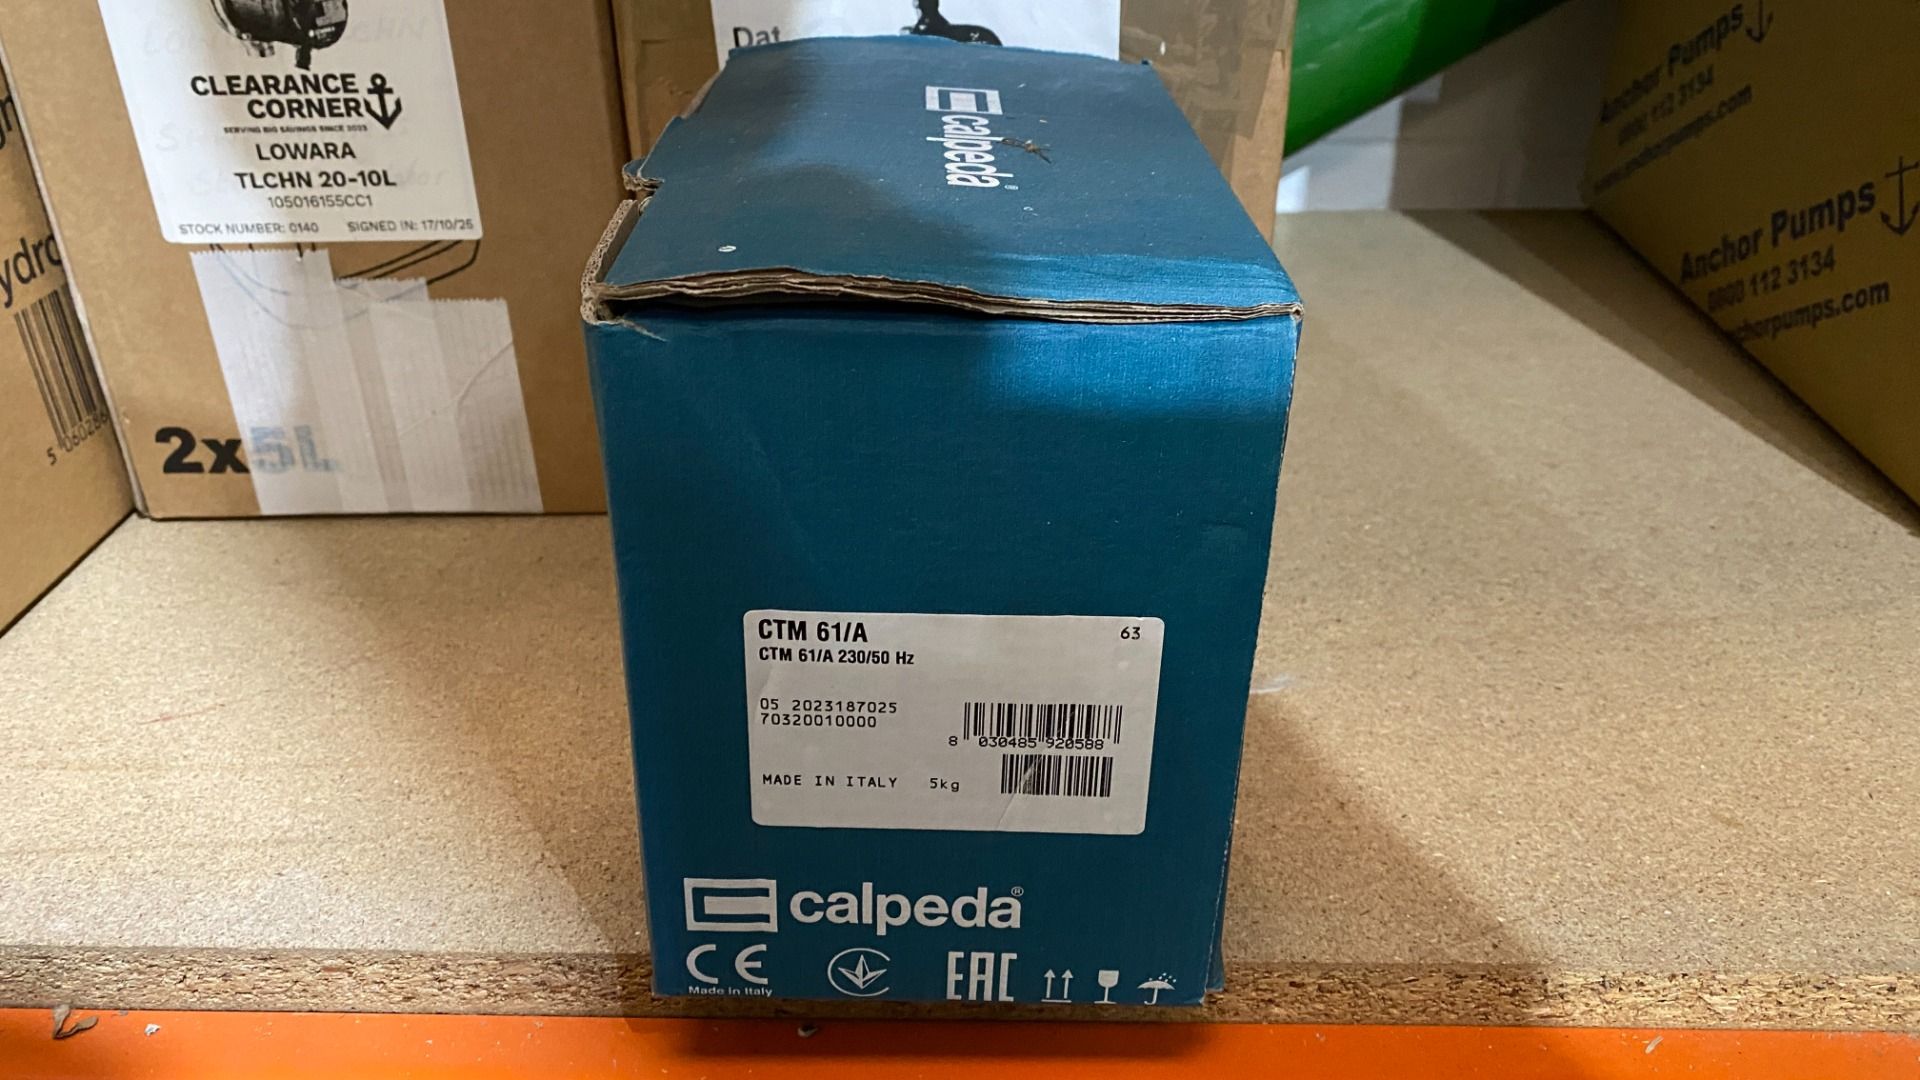 CLEARANCE
CORNER
SERVING BIG SAVINGS SINCE 2023
LOWARA
TLCHN 20-10L
105016155CC1
STOCK NUMBER: 0140 SIGNED IN: 17/10/25
2x5L
Dat
calpeda®
Anchor Pumps
0800 112 3134
Anchor Pumps
0800 112 3134
anchorpumps.com
CTM 61/A 63
CTM 61/A 230/50 Hz
05 2023187025
70320010000
8 030485 920588
MADE IN ITALY 5kg
calpeda®
CE
EAC
Made in Italy